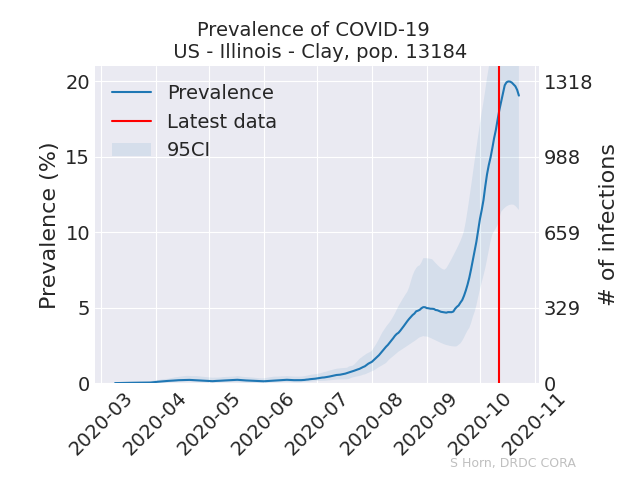 Prevalence of COVID-19
US - Illinois - Clay, pop. 13184
Prevalence
Latest data
95CI
Prevalence (%)
20
15
10
5
0
1318
988
659
329
0
# of infections
2020-03
2020-04
2020-05
2020-06
2020-07
2020-08
2020-09
2020-10
2020-11
S Horn, DRDC CORA